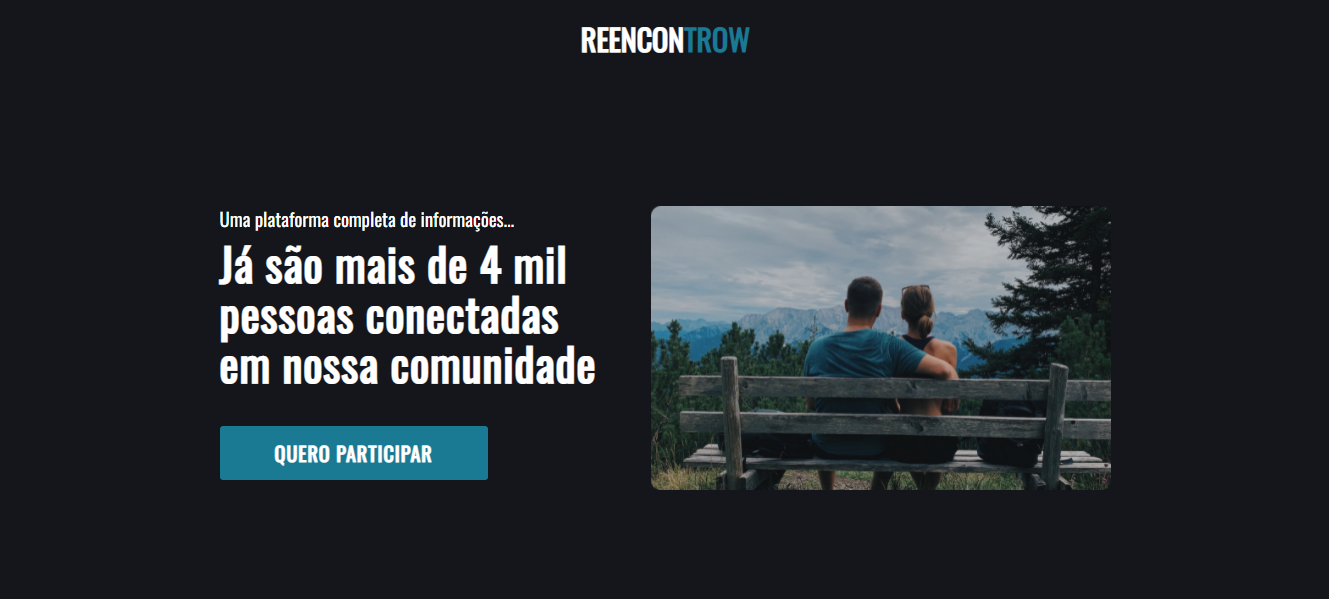 REENCONTROW
Uma plataforma completa de informações...
Já são mais de 4 mil
pessoas conectadas
em nossa comunidade
QUERO PARTICIPAR